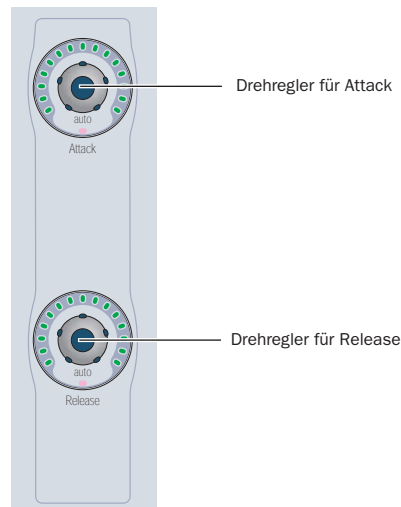 Drehregler für Attack
auto
Attack
Drehregler für Release
auto
Release